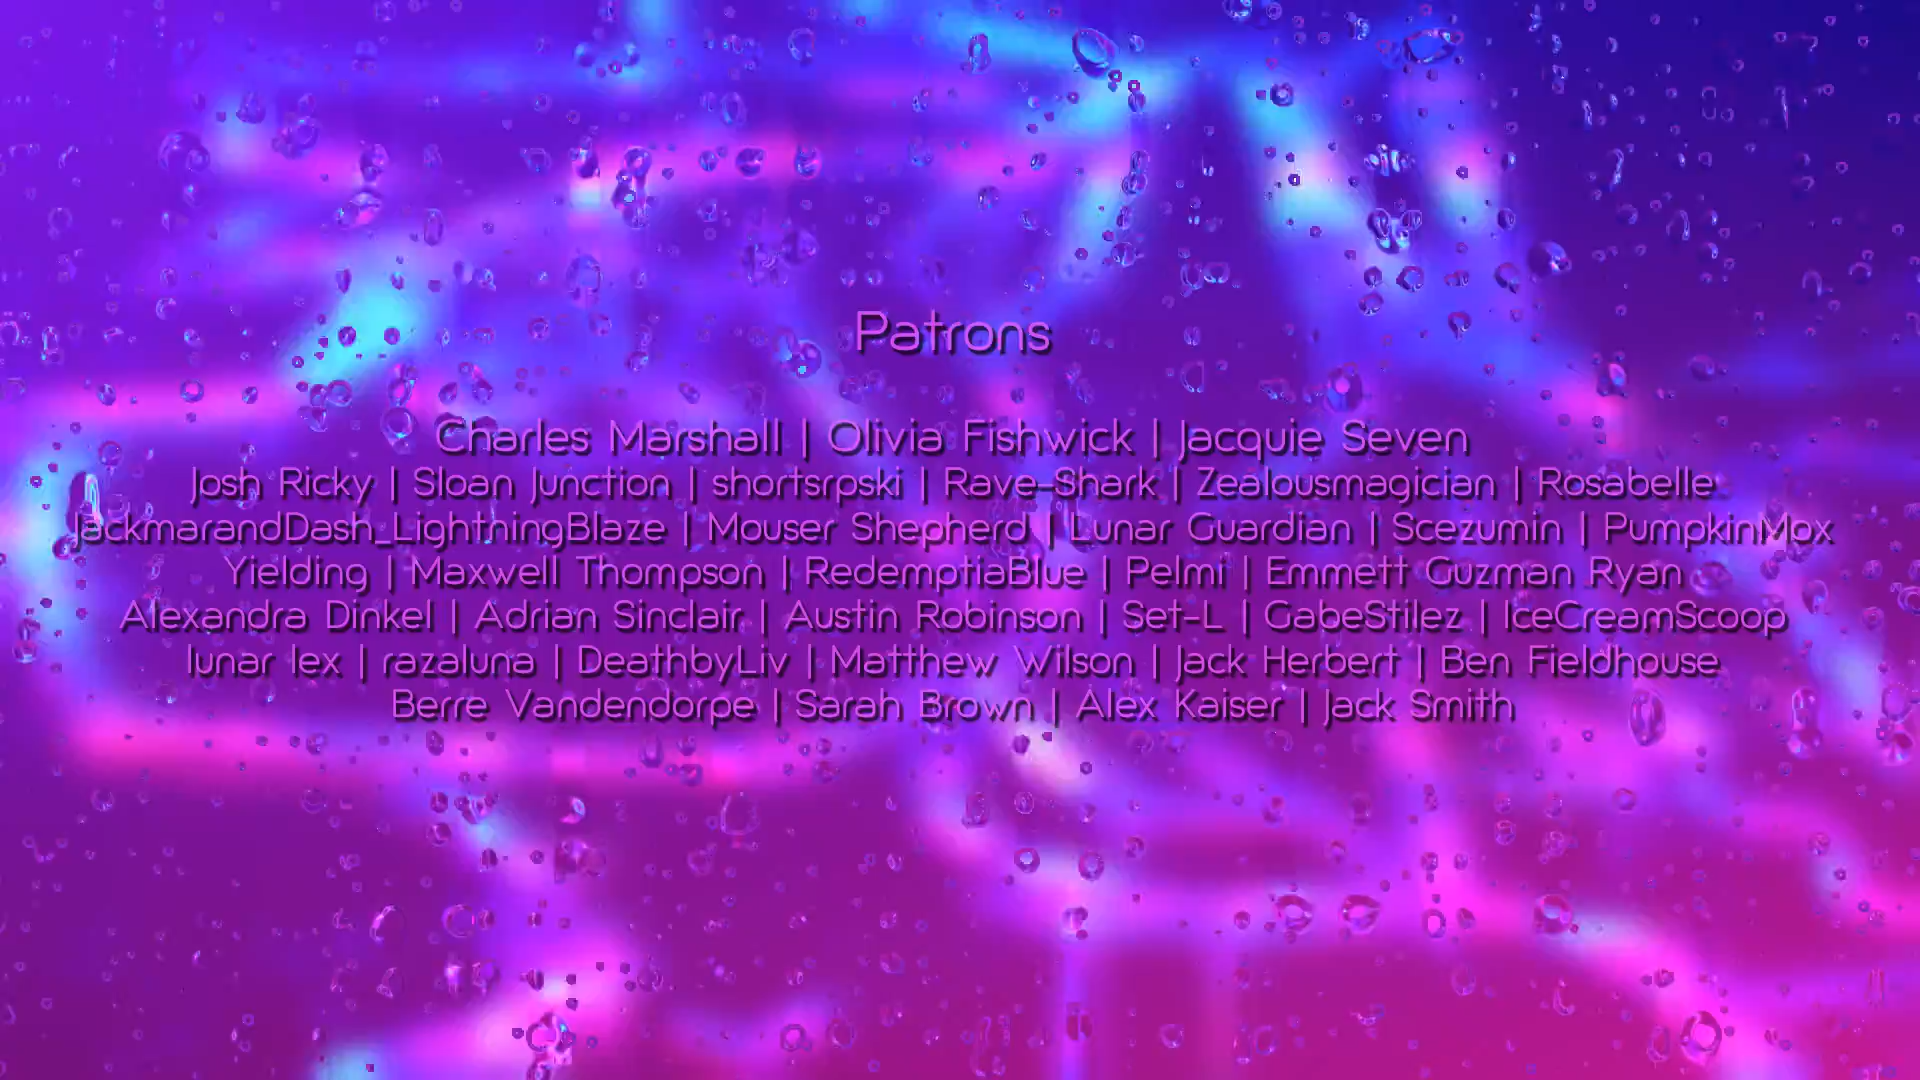 Patrons
Charles Marshall | Olivia Fishwick | Jacquie Seven
Josh Ricky | Sloan Junction | shortsrpski | Rave-Shark | Zealousmagician | Rosabelle
JackmarandDash_LightningBlaze | Mouser Shepherd | Lunar Guardian | Scezumin | PumpkinMox
Yielding | Maxwell Thompson | RedemptiaBlue | Pelmi | Emmett Guzman Ryan
Alexandra Dinkel | Adrian Sinclair | Austin Robinson | Set-L | GabeStilez | IceCreamScoop
lunar lex | razaluna | DeathbyLiv | Matthew Wilson | Jack Herbert | Ben Fieldhouse
Berre Vandendorpe | Sarah Brown | Alex Kaiser | Jack Smith